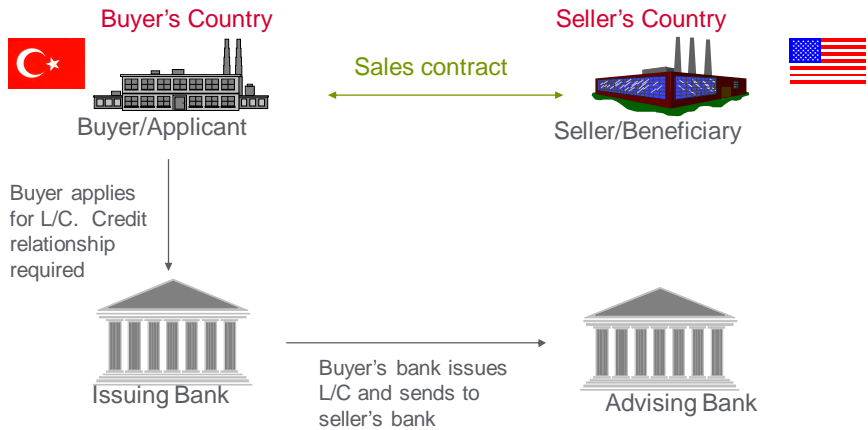 Buyer's Country
Seller's Country
Sales contract
Buyer/Applicant
Seller/Beneficiary
Buyer applies
for L/C. Credit
relationship
required
Issuing Bank
Buyer's bank issues
L/C and sends to
seller's bank
Advising Bank